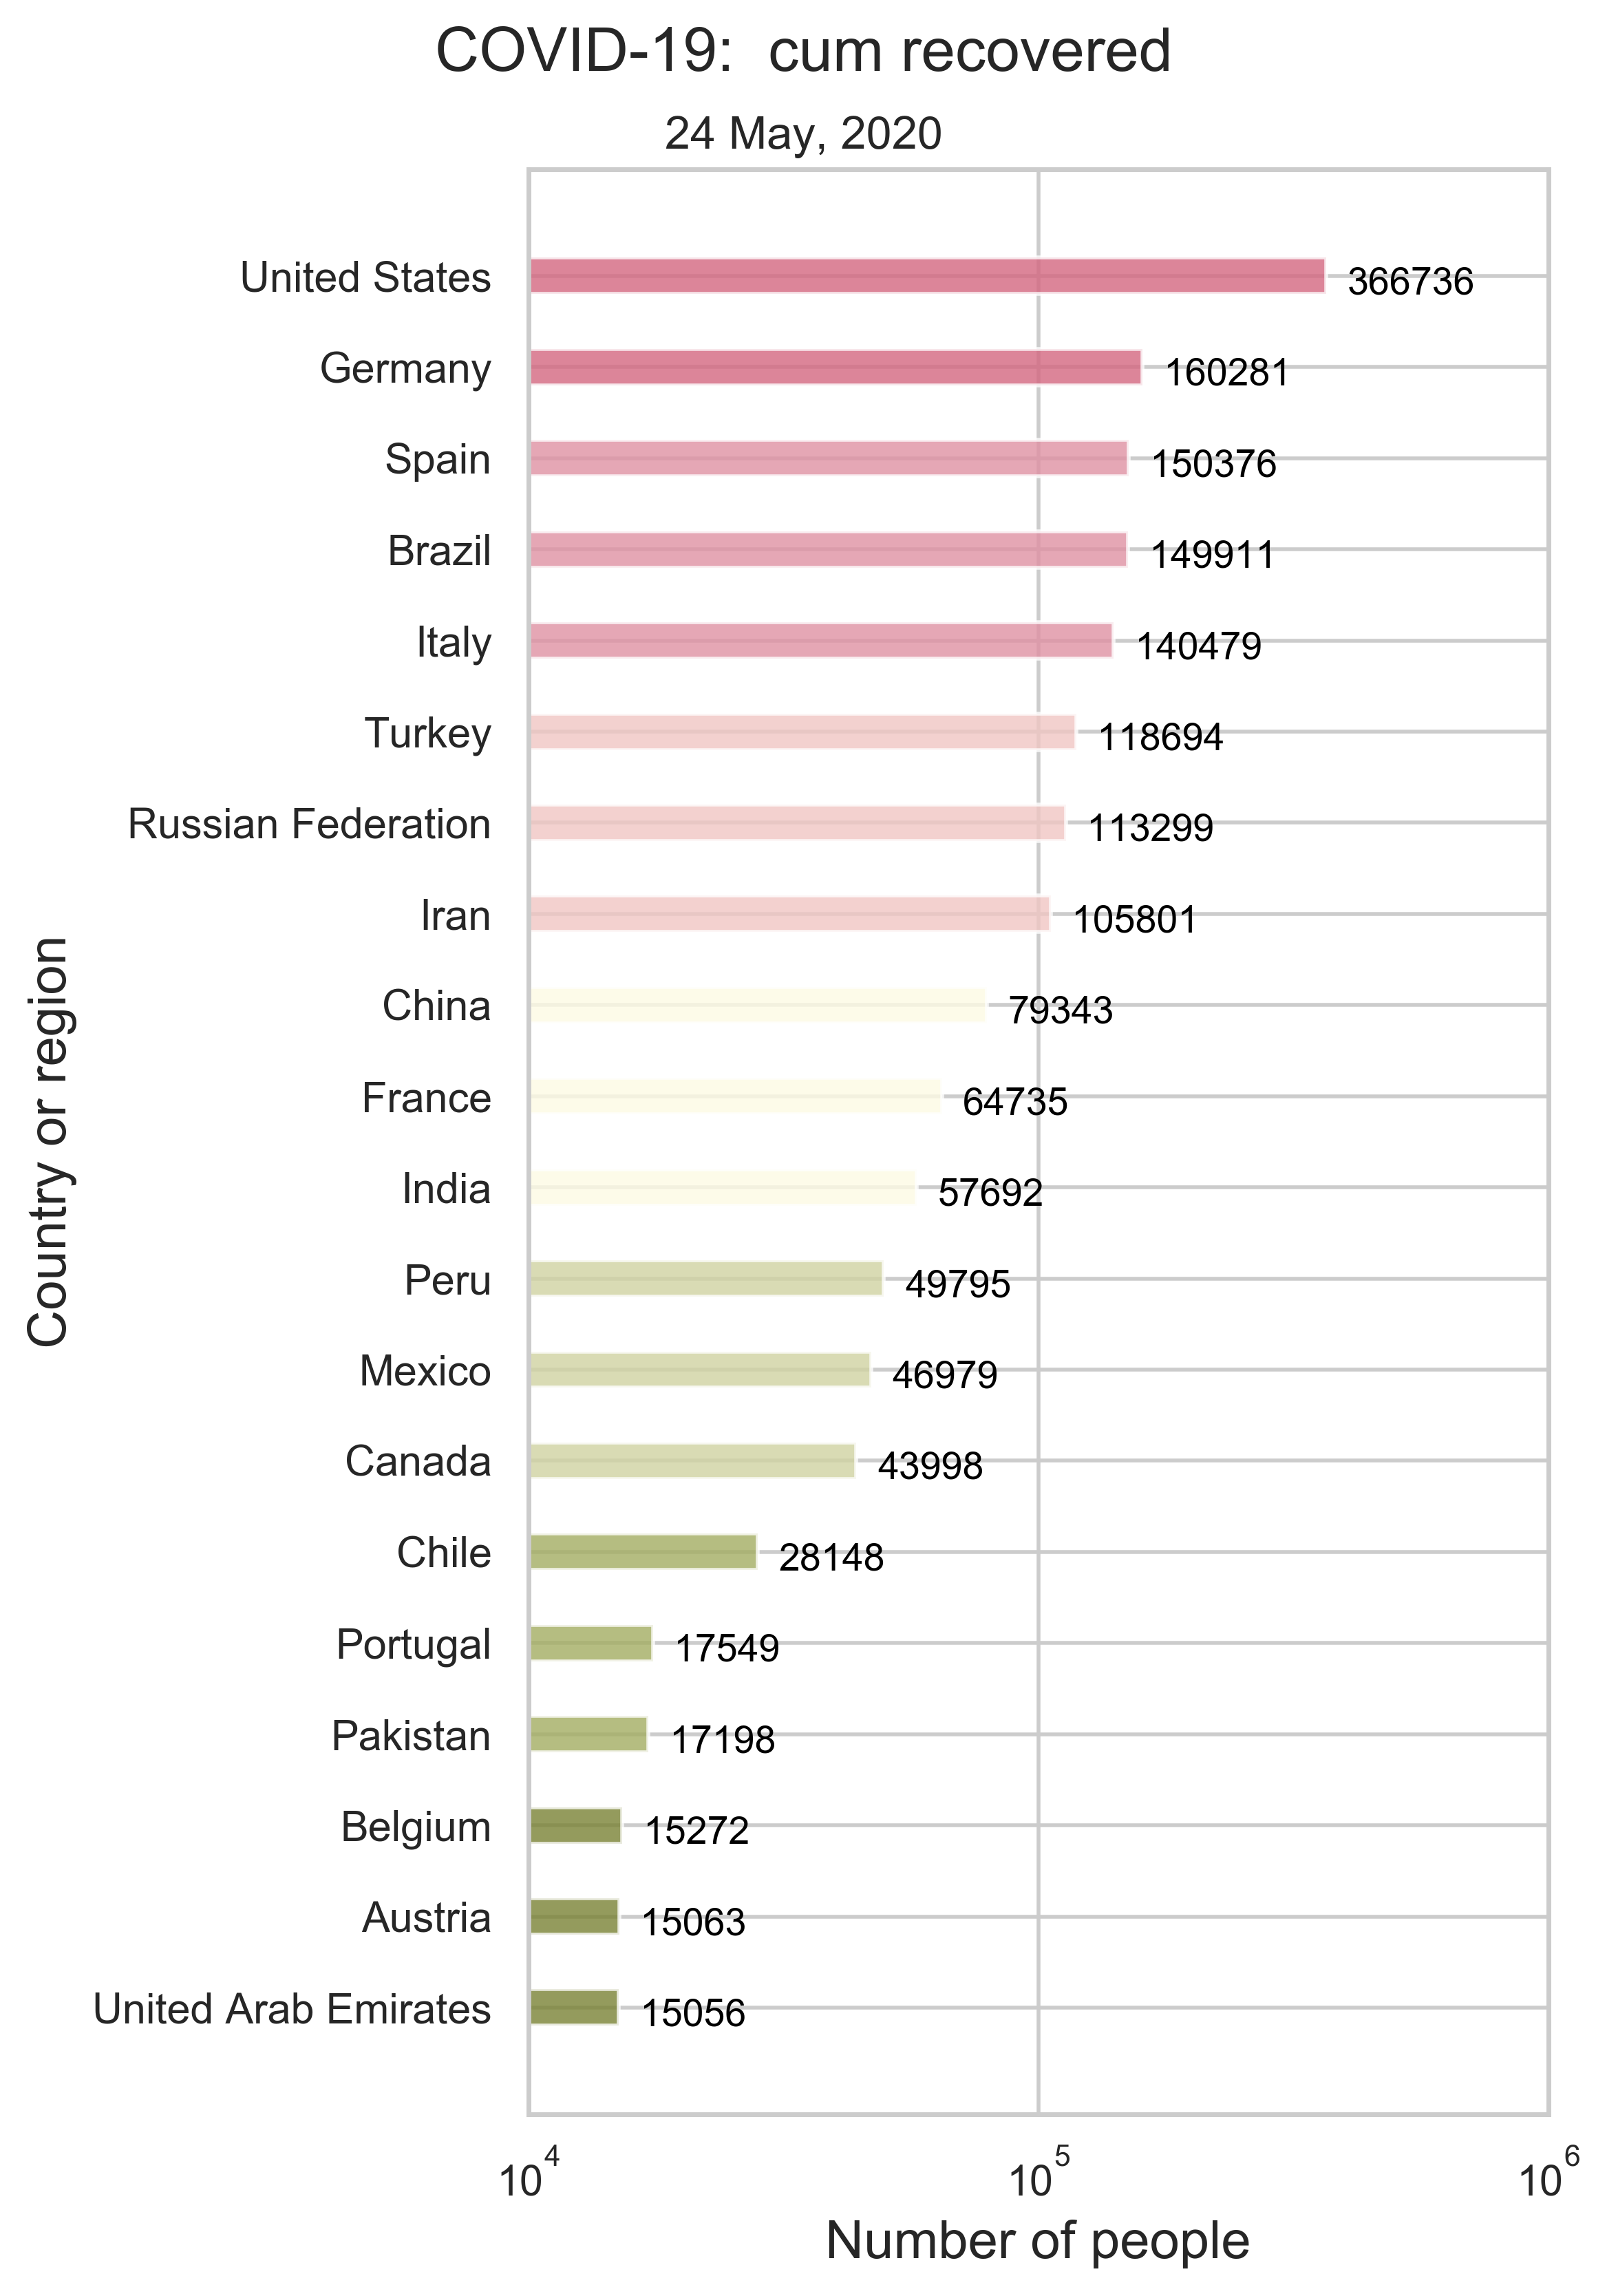 COVID-19:  cum recovered
24 May, 2020
United States 366736
Germany 160281
Spain 150376
Brazil 149911
Italy 140479
Turkey 118694
Russian Federation 113299
Iran 105801
China 79343
France 64735
India 57692
Peru 49795
Mexico 46979
Canada 43998
Chile 28148
Portugal 17549
Pakistan 17198
Belgium 15272
Austria 15063
United Arab Emirates 15056
Country or region
10^4 10^5 10^6
Number of people